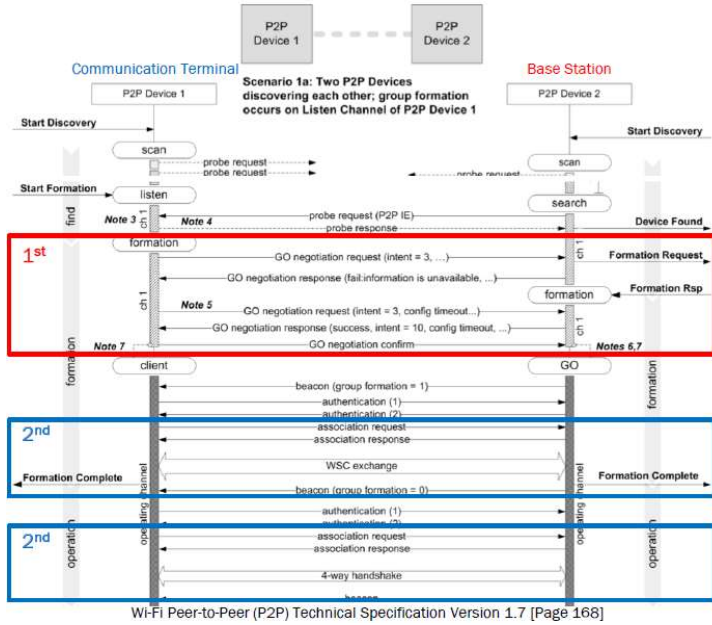 P2P
Device 1
P2P
Device 2
Communication Terminal
Base Station
Scenario 1a: Two P2P Devices
discovering each other; group formation
occurs on Listen Channel of P2P Device 1
P2P Device 1
P2P Device 2
Start Discovery
Start Discovery
scan
scan
probe request
probe request
probe request
Start Formation
listen
search
find
Note 3
ch 1
Note 4
probe request (P2P IE)
probe response
Device Found
1st
formation
ch 1
GO negotiation request (intent = 3, ...)
Formation Request
GO negotiation response (fail:information is unavailable, ...)
ch 1
formation
Formation Rsp
Note 5
GO negotiation request (intent = 3, config timeout...)
GO negotiation response (success, intent = 10, config timeout, ...)
ch 1
Note 7
GO negotiation confirm
Notes 6,7
formation
client
GO
formation
beacon (group formation = 1)
authentication (1)
authentication (2)
2nd
association request
association response
WSC exchange
Formation Complete
Formation Complete
operating channel
operating channel
beacon (group formation = 0)
authentication (1)
authentication (2)
2nd
operation
operation
association request
association response
4-way handshake
beacon
Wi-Fi Peer-to-Peer (P2P) Technical Specification Version 1.7 [Page 168]